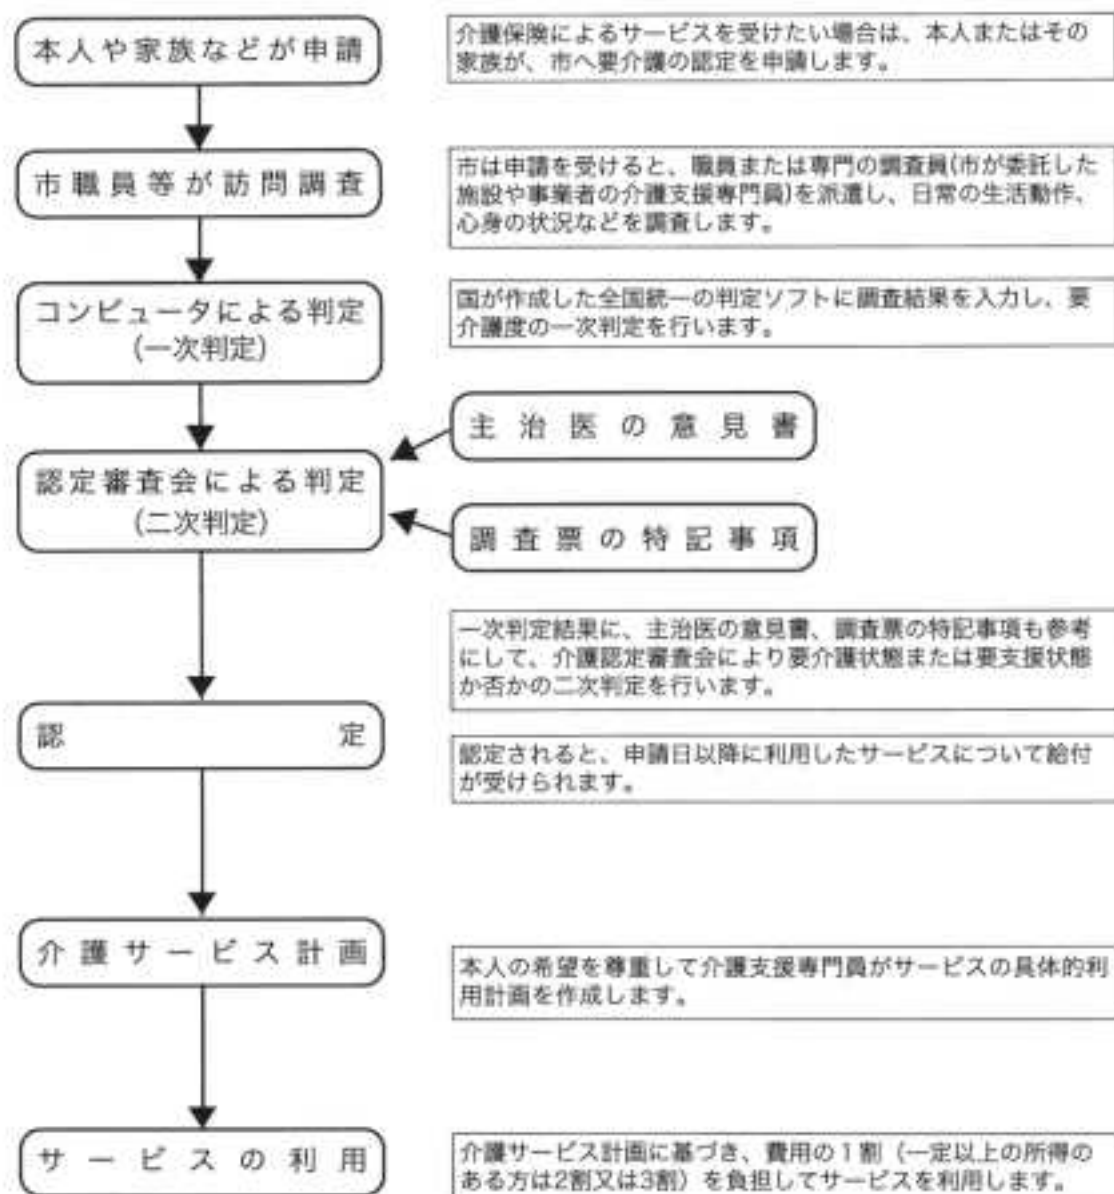 本人や家族などが申請
介護保険によるサービスを受けたい場合は、本人またはその
家族が、市へ要介護の認定を申請します。
市職員等が訪問調査
市は申請を受けると、職員または専門の調査員(市が委託した
施設や事業者の介護支援専門員)を派遣し、日常の生活動作、
心身の状況などを調査します。
コンピュータによる判定
(一次判定)
国が作成した全国統一の判定ソフトに調査結果を入力し、要
介護度の一次判定を行います。
主治医の意見書
認定審査会による判定
(二次判定)
調査票の特記事項
一次判定結果に、主治医の意見書、調査票の特記事項も参考
にして、介護認定審査会により要介護状態または要支援状態
か否かの二次判定を行います。
認定
認定されると、申請日以降に利用したサービスについて給付
が受けられます。
介護サービス計画
本人の希望を尊重して介護支援専門員がサービスの具体的利
用計画を作成します。
サービスの利用
介護サービス計画に基づき、費用の1割(一定以上の所得の
ある方は2割又は3割)を負担してサービスを利用します。